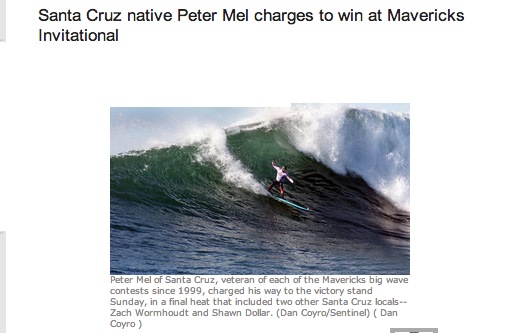 Santa Cruz native Peter Mel charges to win at Mavericks
Invitational
Peter Mel of Santa Cruz, veteran of each of the Mavericks big wave
contests since 1999, charged his way to the victory stand
Sunday, in a final heat that included two other Santa Cruz locals--
Zach Wormhoudt and Shawn Dollar. (Dan Coyro/Sentinel) ( Dan
Coyro )